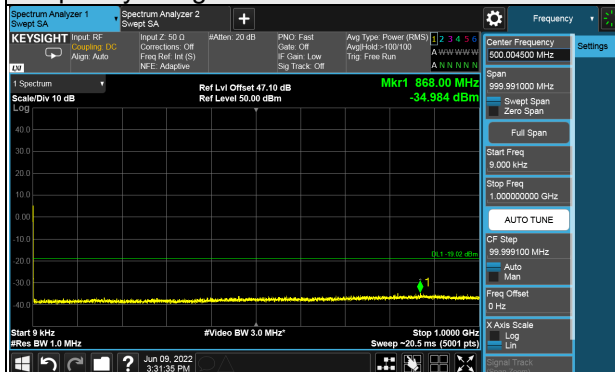 Spectrum Analyzer 1
Swept SA
Spectrum Analyzer 2
Swept SA
+
Frequency
KEYSIGHT
Input: RF
Coupling: DC
Align: Auto
Input Z: 50 Ω
Corrections: Off
Freq Ref: Int (S)
NFE: Adaptive
#Atten: 20 dB
PNO: Fast
Gate: Off
IF Gain: Low
Sig Track: Off
Avg Type: Power (RMS)
Avg|Hold:>100/100
Trig: Free Run
1 2 3 4 5 6
A W W W W W
A N N N N N
LXI
1 Spectrum
Scale/Div 10 dB
Log
Ref Lvl Offset 47.10 dB
Ref Level 50.00 dBm
Mkr1 868.00 MHz
-34.984 dBm
40.0
30.0
20.0
10.0
0.00
-10.0
-20.0
-30.0
-40.0
DL1 -19.02 dBm
1
Start 9 kHz
#Res BW 1.0 MHz
#Video BW 3.0 MHz*
Stop 1.0000 GHz
Sweep ~20.5 ms (5001 pts)
?
Jun 09, 2022
3:31:35 PM
Center Frequency
500.004500 MHz
Settings
Span
999.991000 MHz
Swept Span
Zero Span
Full Span
Start Freq
9.000 kHz
Stop Freq
1.000000000 GHz
AUTO TUNE
CF Step
99.999100 MHz
Auto
Man
Freq Offset
0 Hz
X Axis Scale
Log
Lin
Signal Track